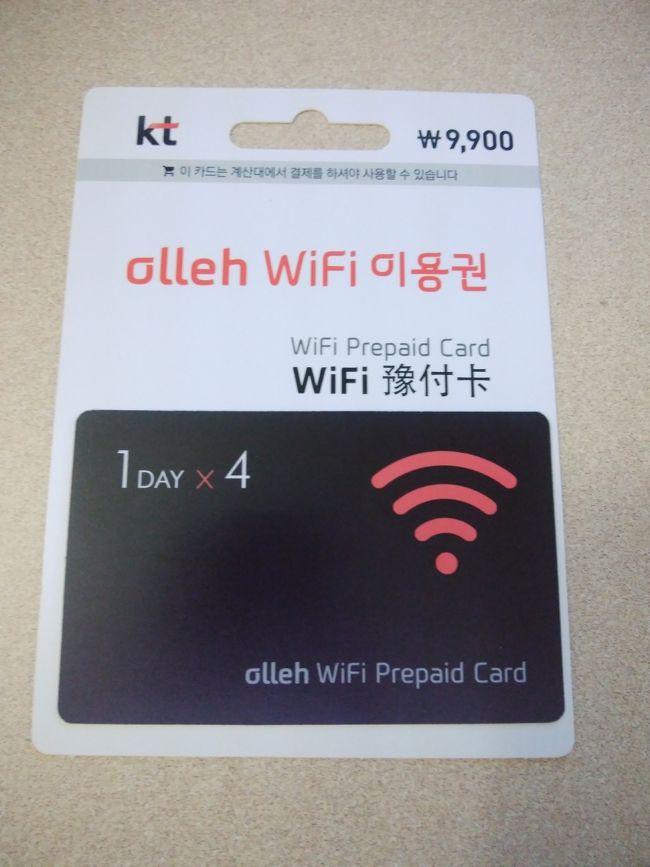 kt
₩9,900
이 카드는 계산대에서 결제를 하셔야 사용할 수 있습니다
olleh WiFi 이용권
WiFi Prepaid Card
WiFi 豫付卡
1DAY x 4
olleh WiFi Prepaid Card